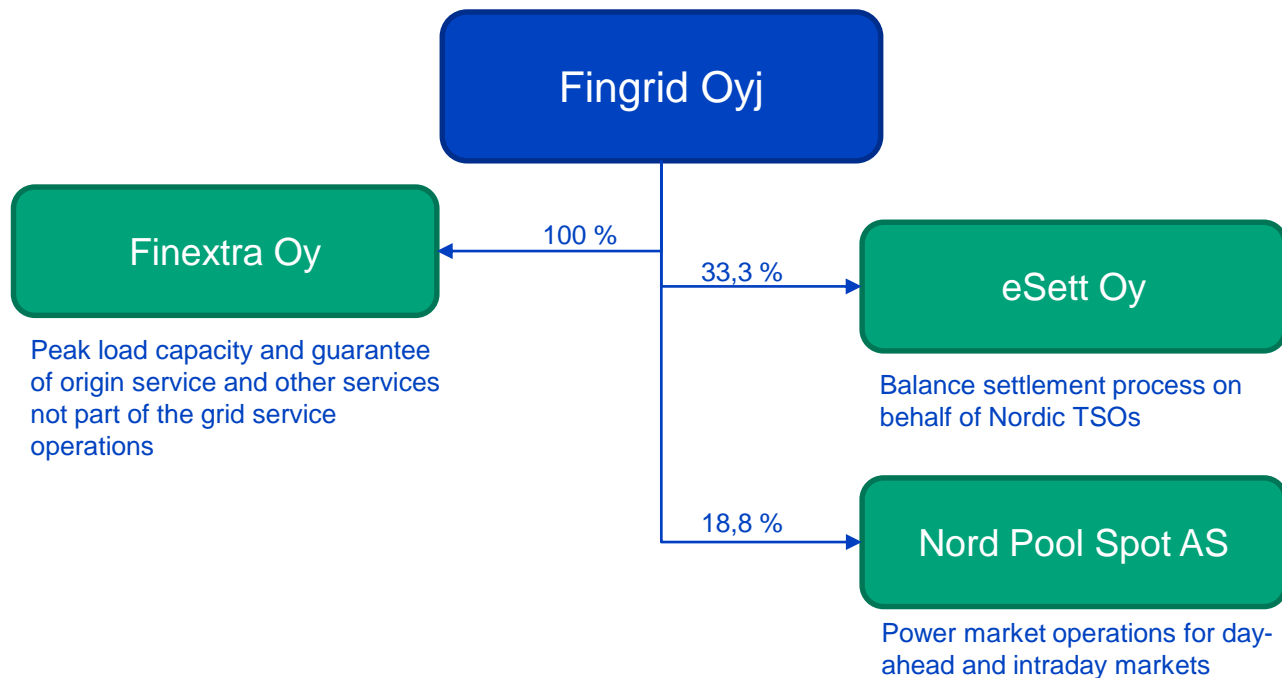 Fingrid Oyj
Finextra Oy
100 %
33,3 %
eSett Oy
Peak load capacity and guarantee
of origin service and other services
not part of the grid service
operations
Balance settlement process on
behalf of Nordic TSOs
18,8 %
Nord Pool Spot AS
Power market operations for day-
ahead and intraday markets